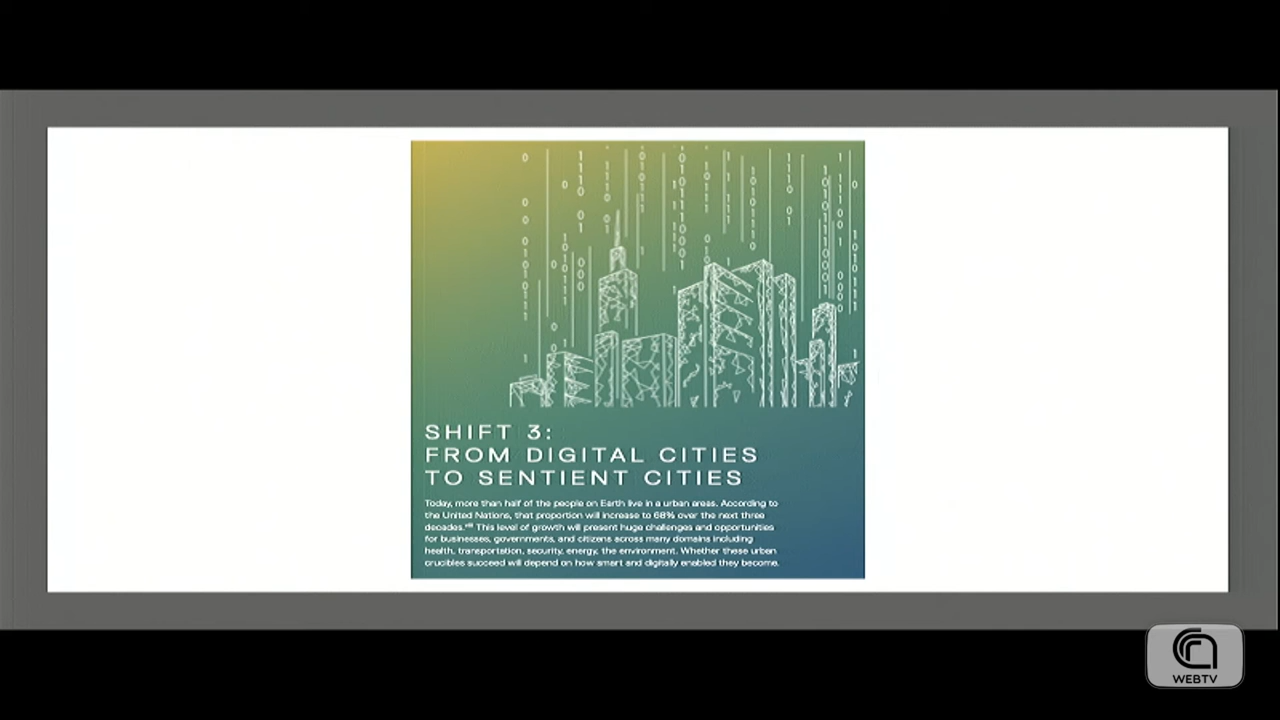 SHIFT 3:
FROM DIGITAL CITIES
TO SENTIENT CITIES
Today, more than half of the people on Earth live in a urban areas. According to
the United Nations, that proportion will increase to 68% over the next three
decades. This level of growth will present huge challenges and opportunities
for businesses, governments, and citizens across many domains including
health, transportation, security, energy, the environment. Whether these urban
crucibles succeed will depend on how smart and digitally enabled they become.
WEBTV